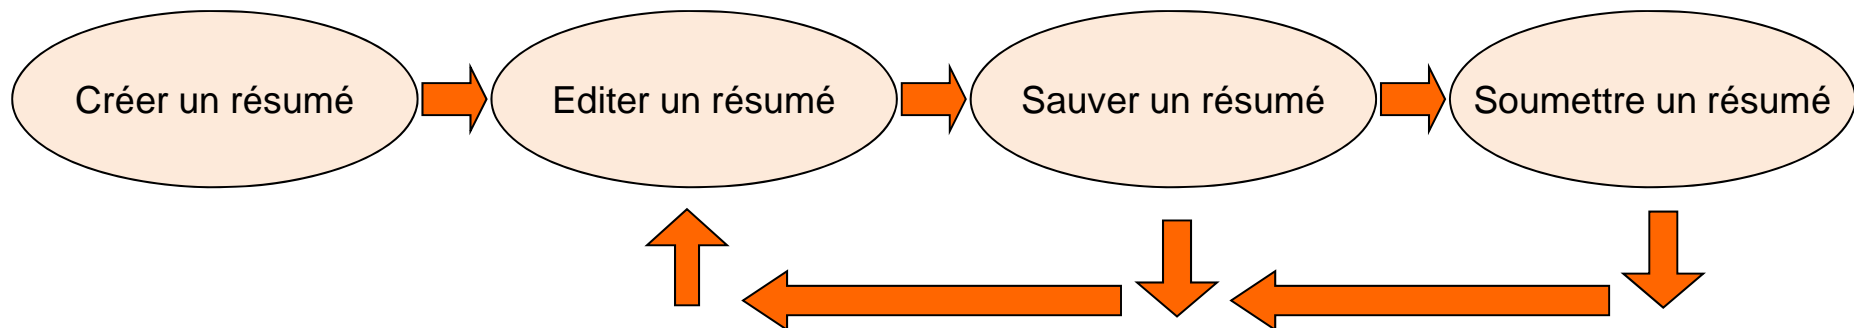 Créer un résumé
Editer un résumé
Sauver un résumé
Soumettre un résumé